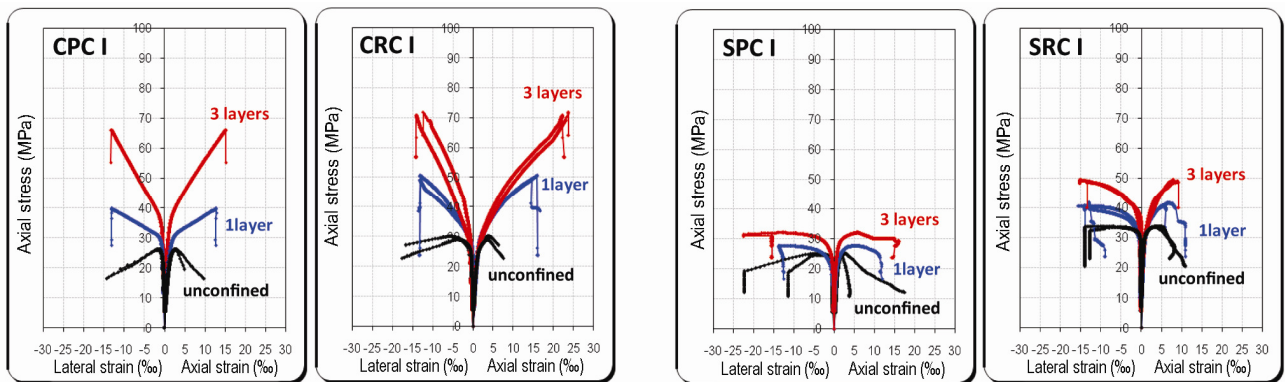 CPC I
Axial stress (MPa)
100
90
80
70
60
50
40
30
20
10
0
3 layers
1layer
unconfined
-30 -25 -20 -15 -10 -5 0 5 10 15 20 25 30
Lateral strain (‰) Axial strain (‰)
CRC I
Axial stress (MPa)
100
90
80
70
60
50
40
30
20
10
0
3 layers
1layer
unconfined
-30 -25 -20 -15 -10 -5 0 5 10 15 20 25 30
Lateral strain (‰) Axial strain (‰)
SPC I
Axial stress (MPa)
100
90
80
70
60
50
40
30
20
10
0
3 layers
1layer
unconfined
-30 -25 -20 -15 -10 -5 0 5 10 15 20 25 30
Lateral strain (‰) Axial strain (‰)
SRC I
Axial stress (MPa)
100
90
80
70
60
50
40
30
20
10
0
3 layers
1layer
unconfined
-30 -25 -20 -15 -10 -5 0 5 10 15 20 25 30
Lateral strain (‰) Axial strain (‰)